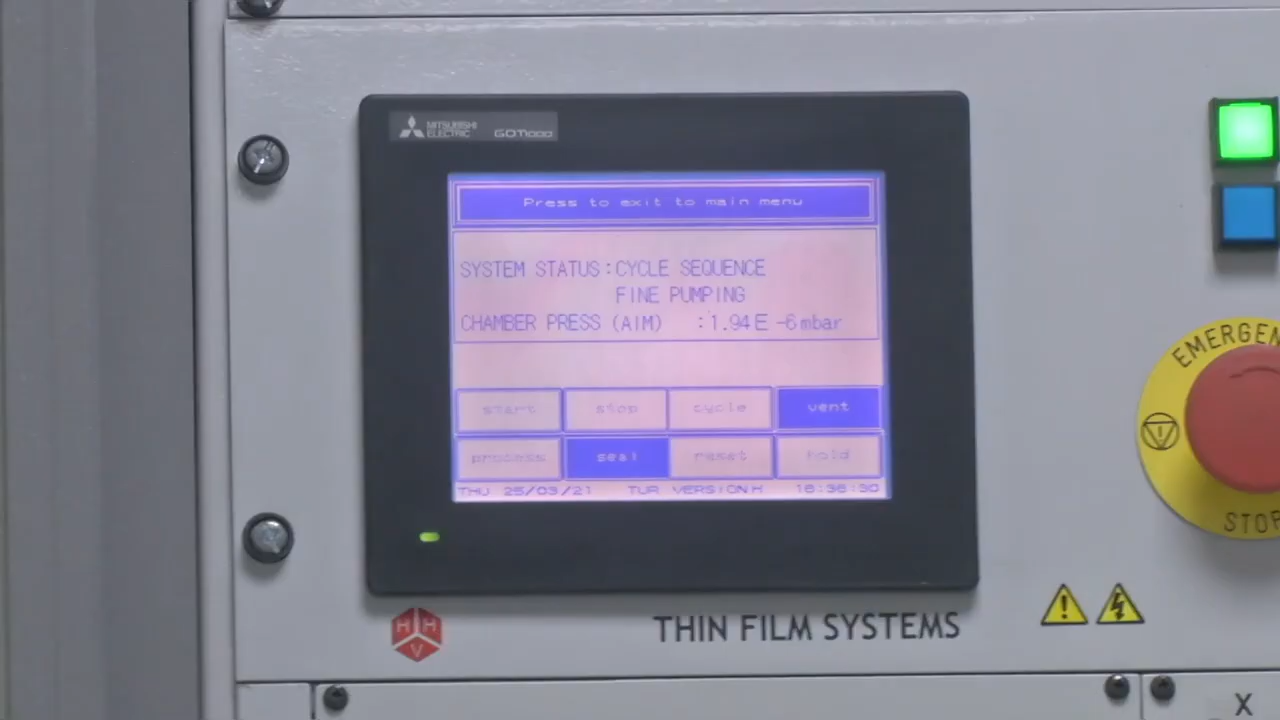 MITSUBISHI
ELECTRIC GOT1000
Press to exit to main menu
SYSTEM STATUS:CYCLE SEQUENCE
FINE PUMPING
CHAMBER PRESS (AIM) :1.94E -6mbar
start stop cycle vent
process seal reset hold
THU 25/03/21 TUR VERSION:H 16:36:30
EMERGEN
STOP
HHV
THIN FILM SYSTEMS
X